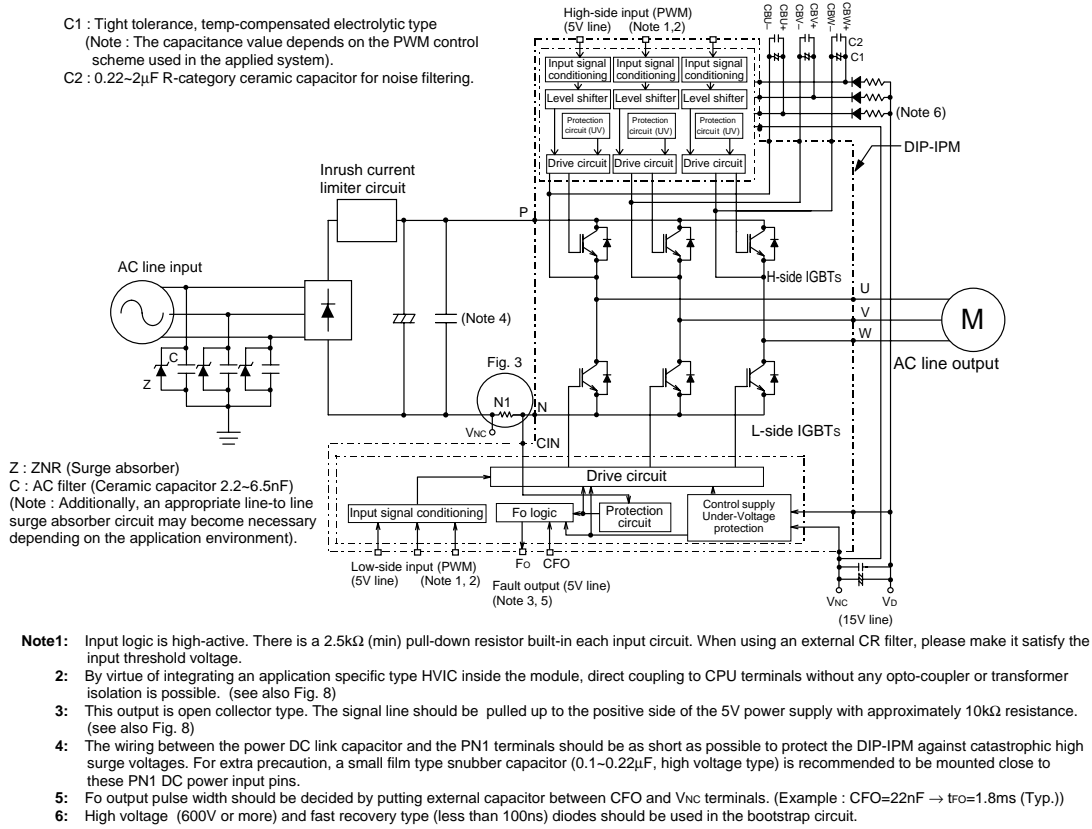 C1 : Tight tolerance, temp-compensated electrolytic type
(Note : The capacitance value depends on the PWM control
scheme used in the applied system).
C2 : 0.22~2μF R-category ceramic capacitor for noise filtering.
High-side input (PWM)
(5V line) (Note 1,2)
CBU-
CBU+
CBV-
CBV+
CBW-
CBW+
C2
C1
Input signal conditioning
Input signal conditioning
Input signal conditioning
Level shifter
Level shifter
Level shifter
Protection circuit (UV)
Protection circuit (UV)
Protection circuit (UV)
Drive circuit
Drive circuit
Drive circuit
(Note 6)
DIP-IPM
Inrush current
limiter circuit
P
AC line input
H-side IGBTs
U
V
W
M
AC line output
(Note 4)
C
Z
Fig. 3
N1
N
VNC
CIN
L-side IGBTs
Z : ZNR (Surge absorber)
C : AC filter (Ceramic capacitor 2.2~6.5nF)
(Note : Additionally, an appropriate line-to line
surge absorber circuit may become necessary
depending on the application environment).
Drive circuit
Input signal conditioning
Fo logic
Protection
circuit
Control supply
Under-Voltage
protection
Low-side input (PWM)
(5V line) (Note 1, 2)
FO CFO
Fault output (5V line)
(Note 3, 5)
VNC VD
(15V line)
Note1: Input logic is high-active. There is a 2.5kΩ (min) pull-down resistor built-in each input circuit. When using an external CR filter, please make it satisfy the
input threshold voltage.
2: By virtue of integrating an application specific type HVIC inside the module, direct coupling to CPU terminals without any opto-coupler or transformer
isolation is possible. (see also Fig. 8)
3: This output is open collector type. The signal line should be pulled up to the positive side of the 5V power supply with approximately 10kΩ resistance.
(see also Fig. 8)
4: The wiring between the power DC link capacitor and the PN1 terminals should be as short as possible to protect the DIP-IPM against catastrophic high
surge voltages. For extra precaution, a small film type snubber capacitor (0.1~0.22μF, high voltage type) is recommended to be mounted close to
these PN1 DC power input pins.
5: Fo output pulse width should be decided by putting external capacitor between CFO and VNC terminals. (Example : CFO=22nF → tFO=1.8ms (Typ.))
6: High voltage (600V or more) and fast recovery type (less than 100ns) diodes should be used in the bootstrap circuit.